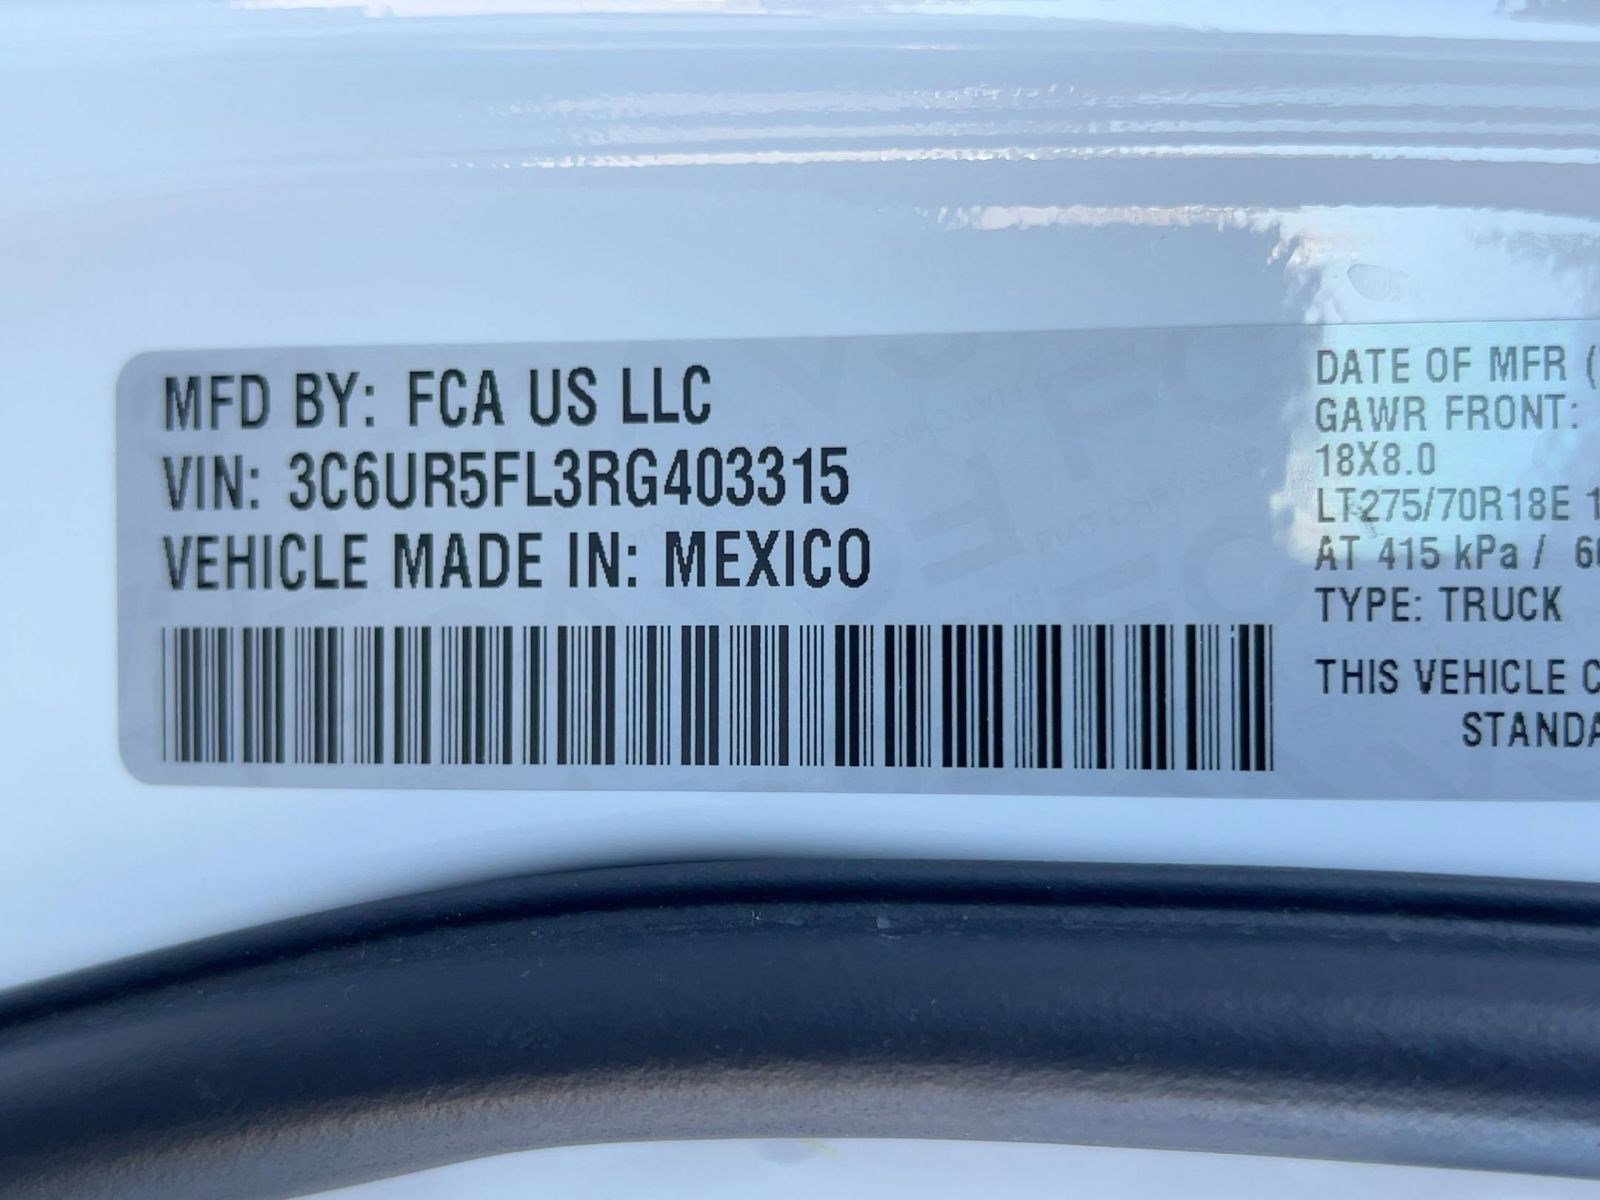 MFD BY: FCA US LLC
VIN: 3C6UR5FL3RG403315
VEHICLE MADE IN: MEXICO
DATE OF MFR (
GAWR FRONT:
18X8.0
LT275/70R18E
AT 415 kPa /
TYPE: TRUCK
THIS VEHICLE